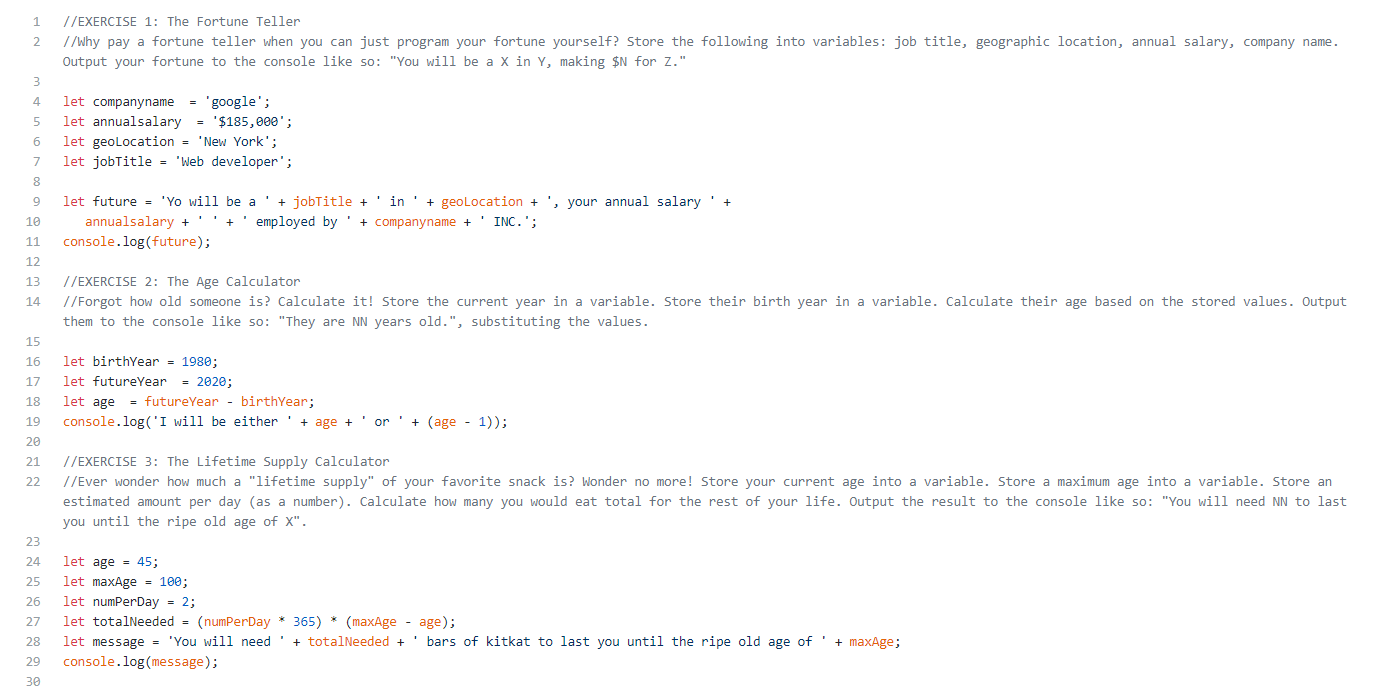 1 //EXERCISE 1: The Fortune Teller
2 //Why pay a fortune teller when you can just program your fortune yourself? Store the following into variables: job title, geographic location, annual salary, company name.
Output your fortune to the console like so: "You will be a X in Y, making $N for Z."
3
4 let companyname  = 'google';
5 let annualsalary  = '$185,000';
6 let geoLocation = 'New York';
7 let jobTitle = 'Web developer';
8
9 let future = 'Yo will be a ' + jobTitle + ' in ' + geoLocation + ', your annual salary ' +
10    annualsalary + ' ' + ' employed by ' + companyname + ' INC.';
11 console.log(future);
12
13 //EXERCISE 2: The Age Calculator
14 //Forgot how old someone is? Calculate it! Store the current year in a variable. Store their birth year in a variable. Calculate their age based on the stored values. Output
them to the console like so: "They are NN years old.", substituting the values.
15
16 let birthYear = 1980;
17 let futureYear  = 2020;
18 let age  = futureYear - birthYear;
19 console.log('I will be either ' + age + ' or ' + (age - 1));
20
21 //EXERCISE 3: The Lifetime Supply Calculator
22 //Ever wonder how much a "lifetime supply" of your favorite snack is? Wonder no more! Store your current age into a variable. Store a maximum age into a variable. Store an
estimated amount per day (as a number). Calculate how many you would eat total for the rest of your life. Output the result to the console like so: "You will need NN to last
you until the ripe old age of X".
23
24 let age = 45;
25 let maxAge = 100;
26 let numPerDay = 2;
27 let totalNeeded = (numPerDay * 365) * (maxAge - age);
28 let message = 'You will need ' + totalNeeded + ' bars of kitkat to last you until the ripe old age of ' + maxAge;
29 console.log(message);
30